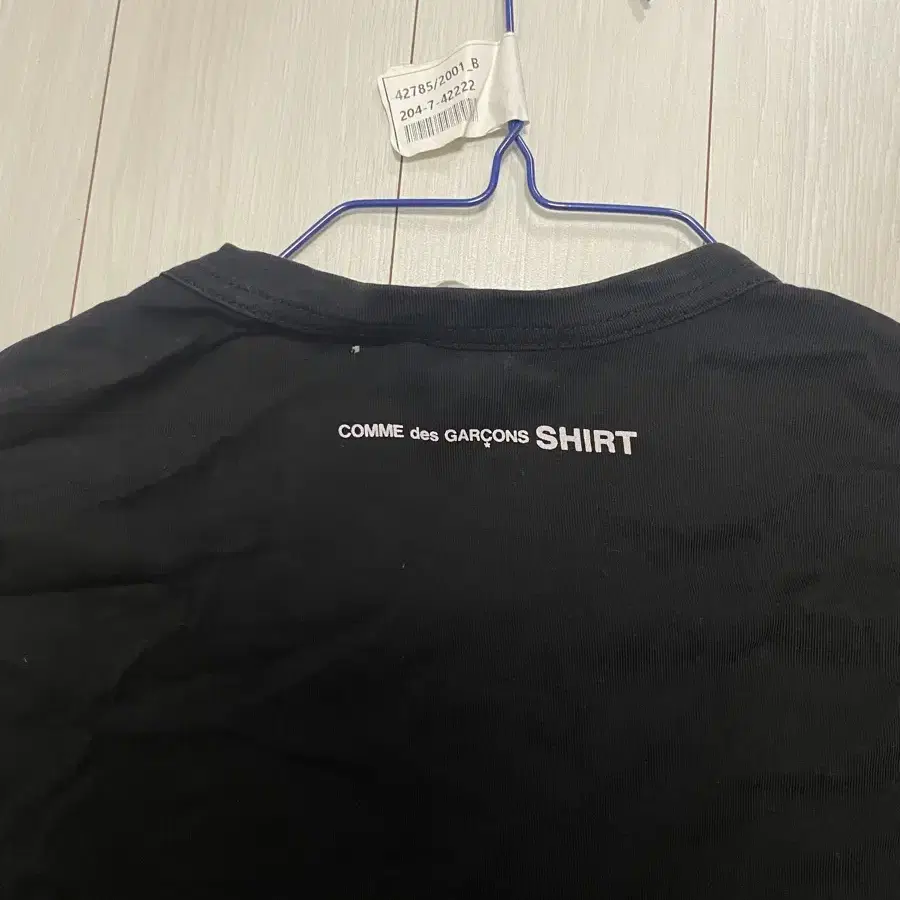 42785/2001_B
204-7-42222
COMME des GARÇONS SHIRT